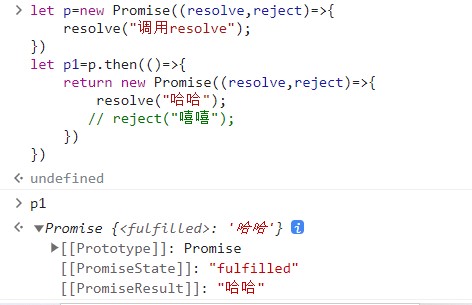 let p=new Promise((resolve,reject)=>{
resolve("调用resolve");
})
let p1=p.then(()=>{
return new Promise((resolve,reject)=>{
resolve("哈哈");
// reject("嘻嘻");
})
})
undefined
p1
Promise {<fulfilled>: '哈哈'} i
[[Prototype]]: Promise
[[PromiseState]]: "fulfilled"
[[PromiseResult]]: "哈哈"